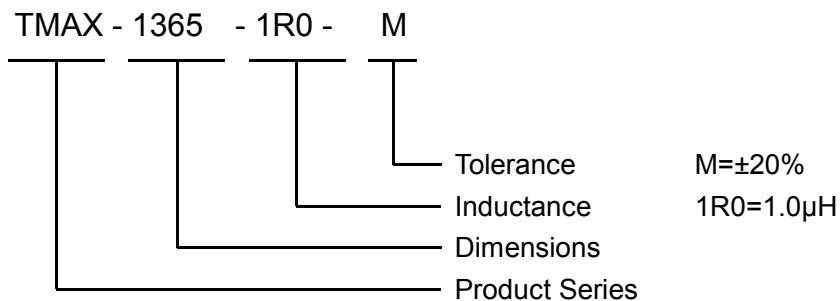 TMAX - 1365 - 1R0 - M
Tolerance M=±20%
Inductance 1R0=1.0µH
Dimensions
Product Series